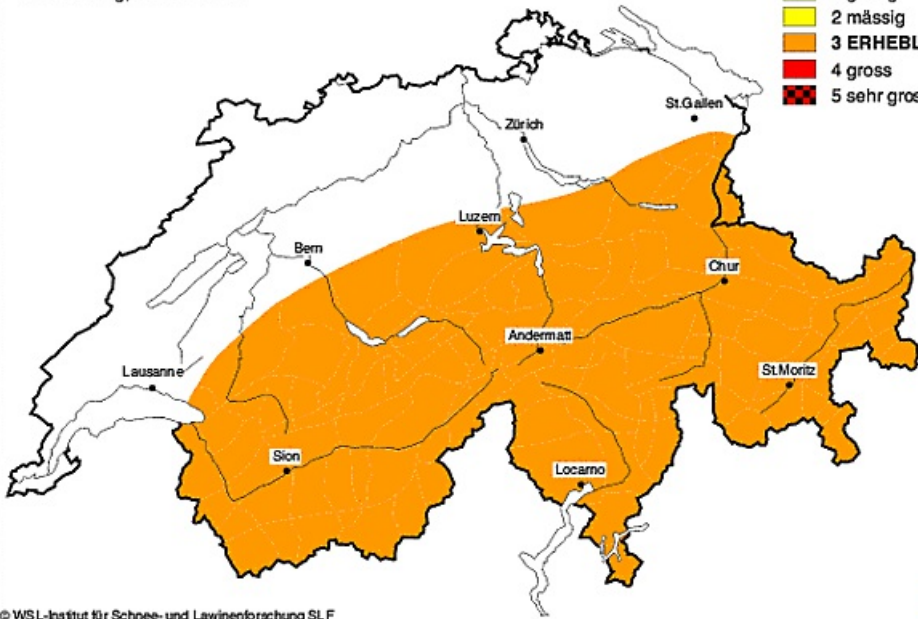 2 mässig
3 ERHEBL
4 gross
5 sehr gros
St.Gallen
Zürich
Luzern
Bern
Chur
Andermatt
Lausanne
St.Moritz
Sion
Locarno
© WSL-Institut für Schnee- und Lawinenforschung SLF